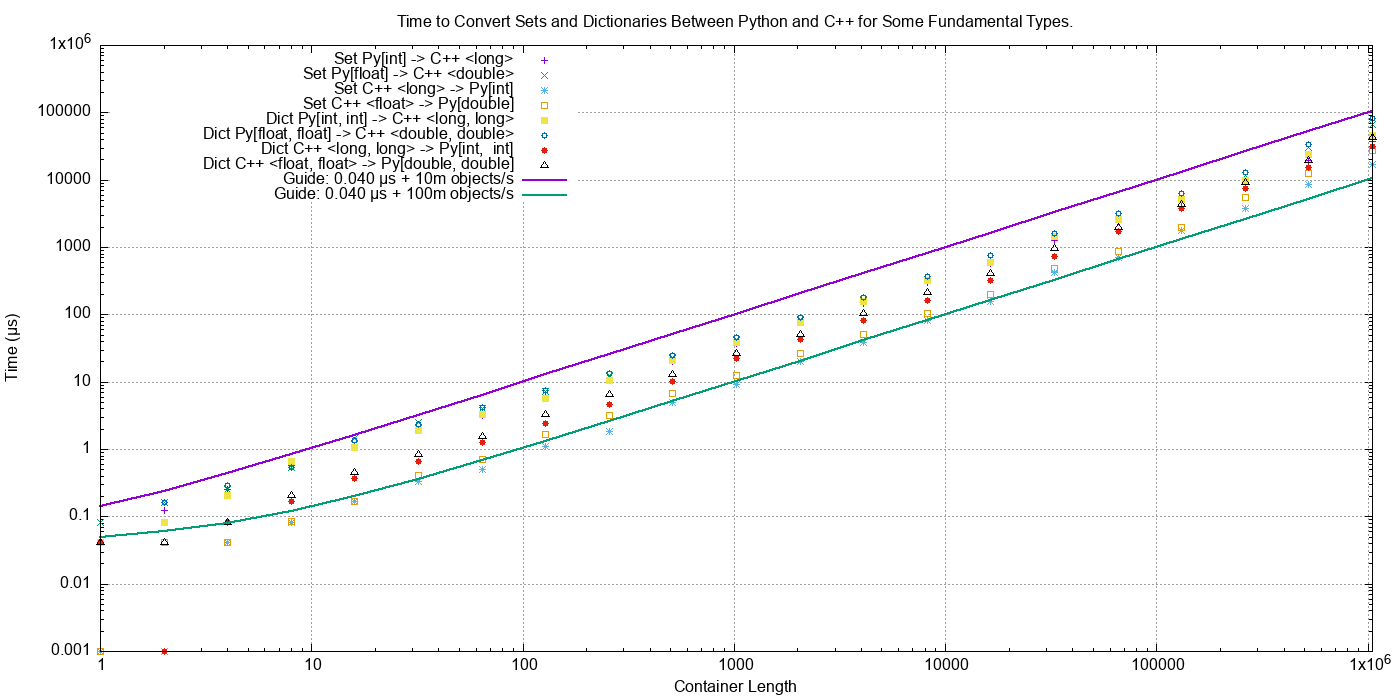 Time to Convert Sets and Dictionaries Between Python and C++ for Some Fundamental Types.
1x10⁶
100000
10000
1000
100
10
1
0.1
0.01
0.001
Time (µs)
Set Py[int] -> C++ <long>
Set Py[float] -> C++ <double>
Set C++ <long> -> Py[int]
Set C++ <float> -> Py[double]
Dict Py[int, int] -> C++ <long, long>
Dict Py[float, float] -> C++ <double, double>
Dict C++ <long, long> -> Py[int,  int]
Dict C++ <float, float> -> Py[double, double]
Guide: 0.040 µs + 10m objects/s
Guide: 0.040 µs + 100m objects/s
1 10 100 1000 10000 100000 1x10⁶
Container Length